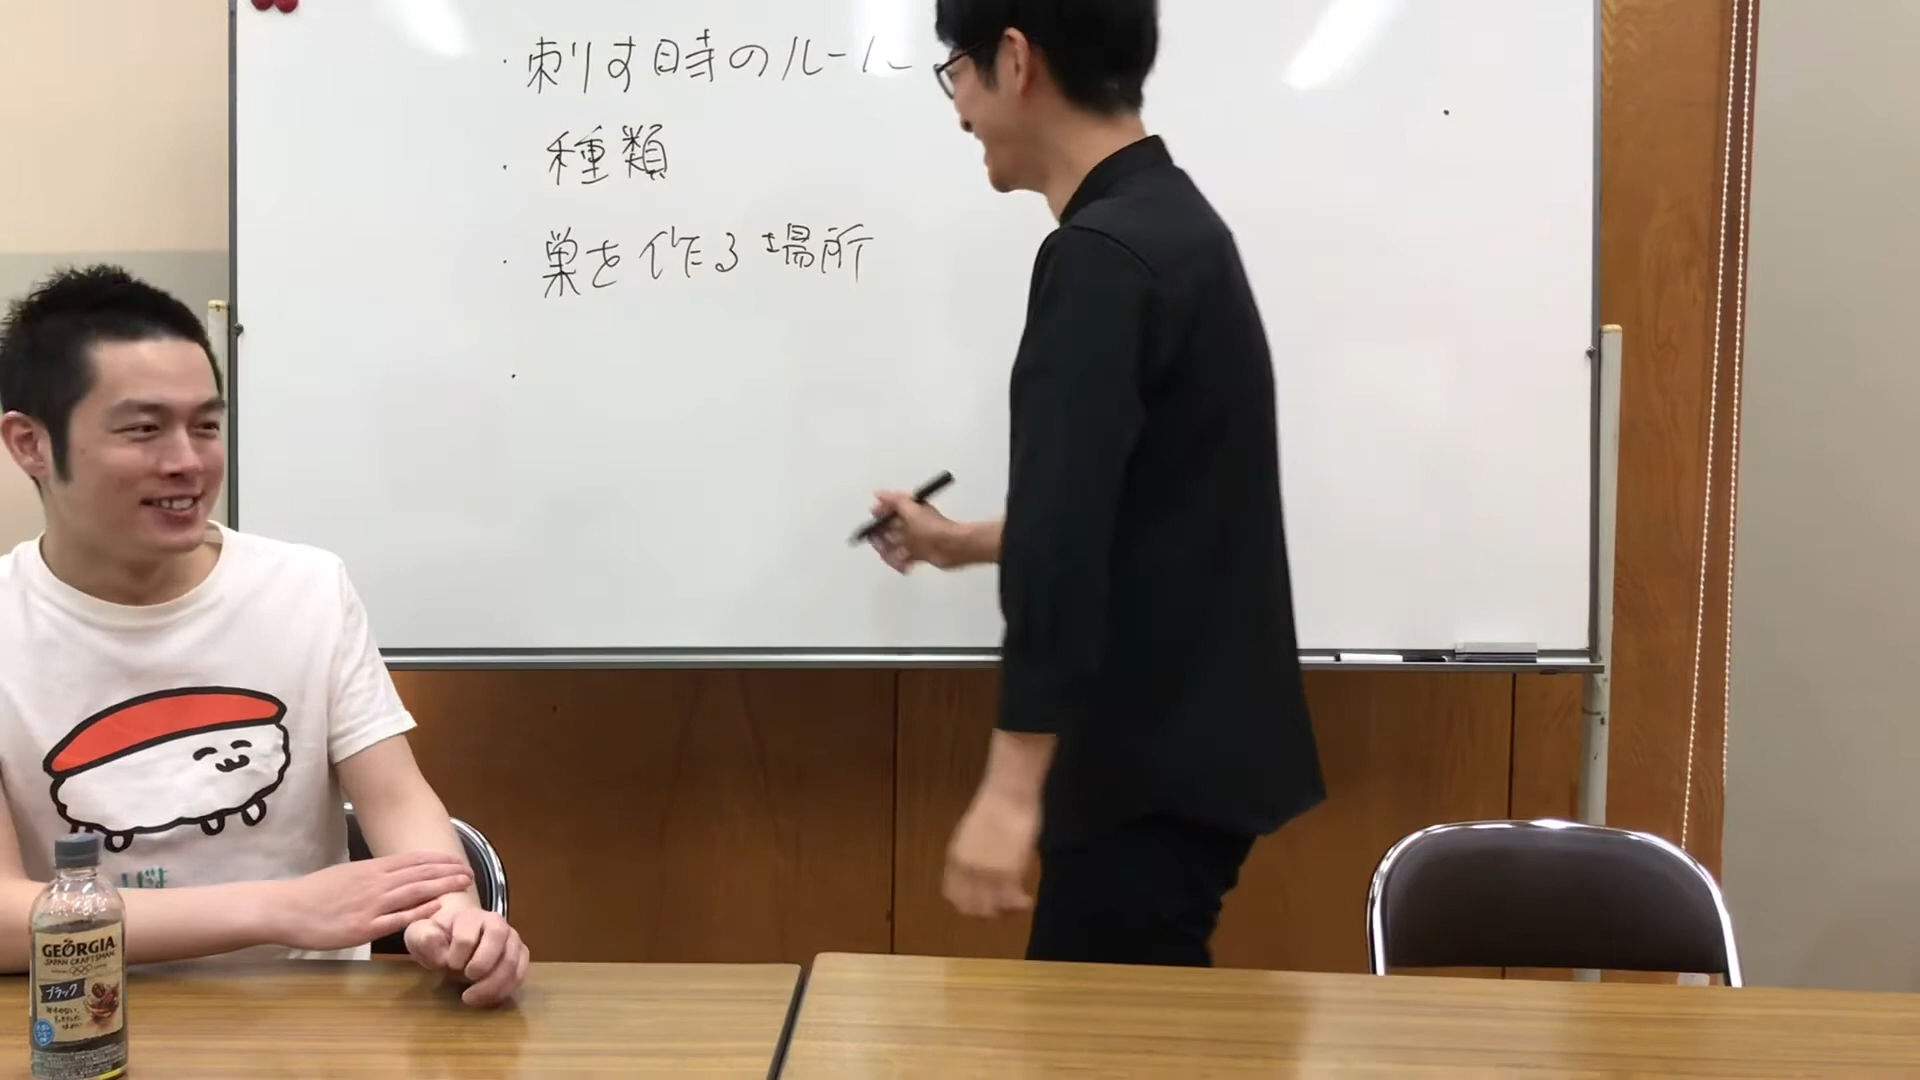 ・刺す時のルール
・種類
・巣を作る場所
・
GEORGIA
JAPAN CRAFTSMAN
ブラック